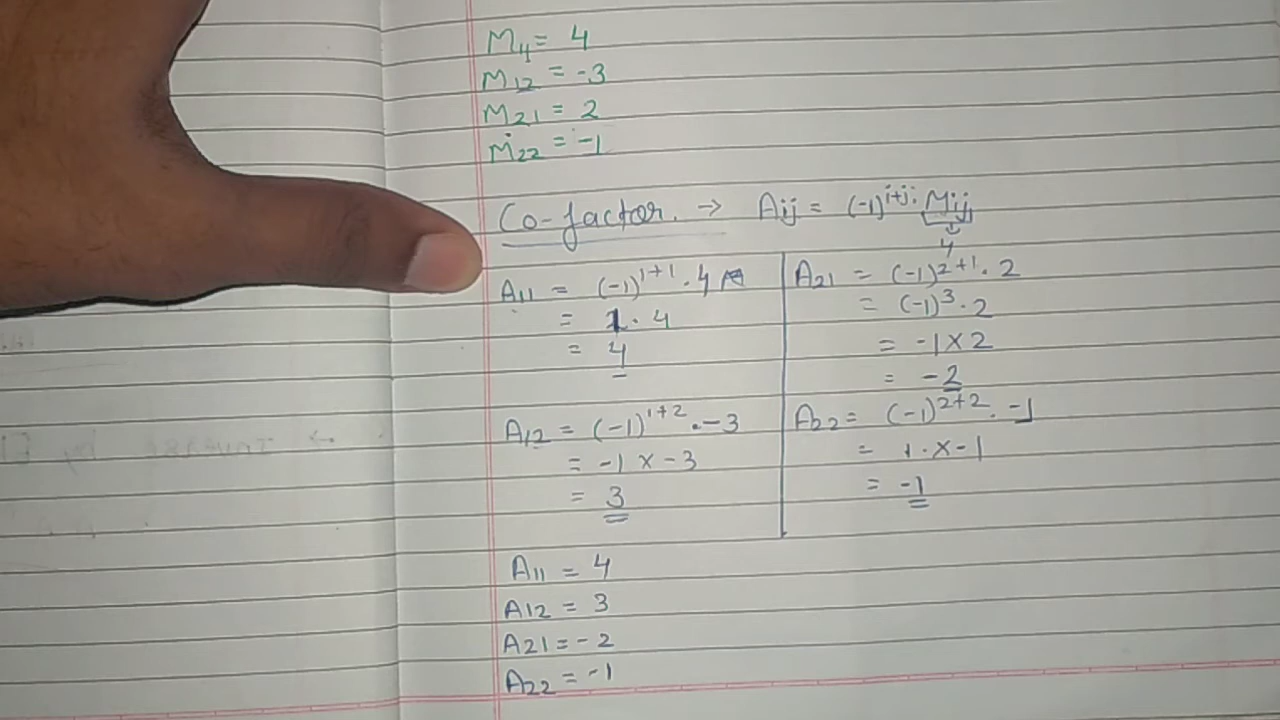 M11 = 4
M12 = -3
M21 = 2
M22 = -1
Co-factor. → Aij = (-1)^i+j . Mij
↓
4
A11 = (-1)^1+1 . 4
= 1 . 4
= 4
A12 = (-1)^1+2 . -3
= -1 x -3
= 3
A21 = (-1)^2+1 . 2
= (-1)^3 . 2
= -1 x 2
= -2
A22 = (-1)^2+2 . -1
= 1 . x -1
= -1
A11 = 4
A12 = 3
A21 = -2
A22 = -1